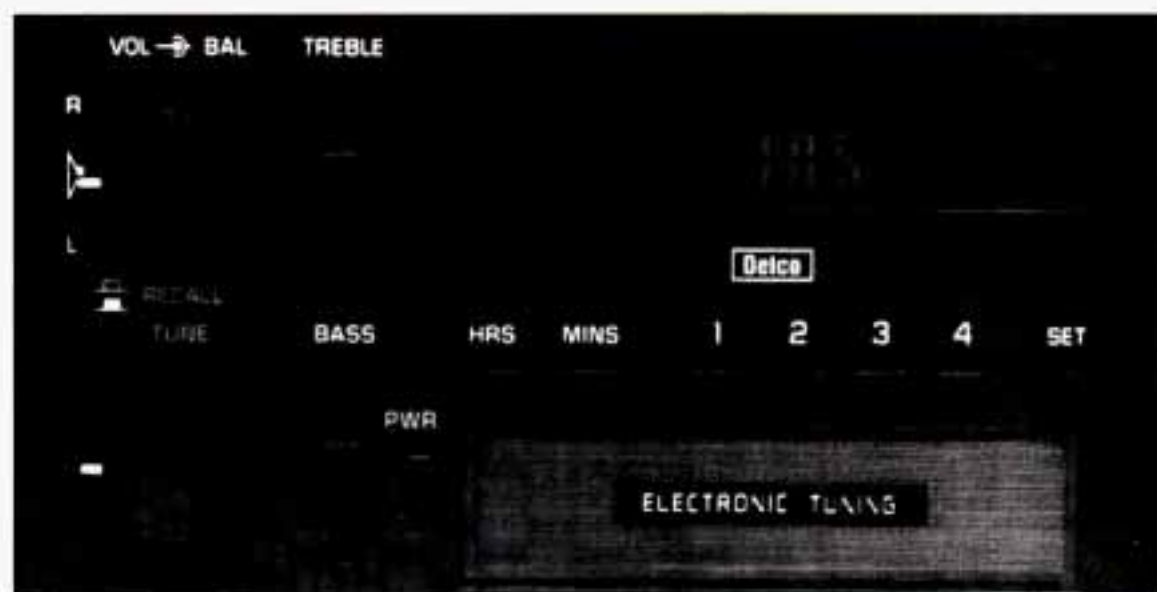 VOL BAL TREBLE
R
L
Delco
RECALL
TUNE BASS HRS MINS 1 2 3 4 SET
PWR
ELECTRONIC TUNING